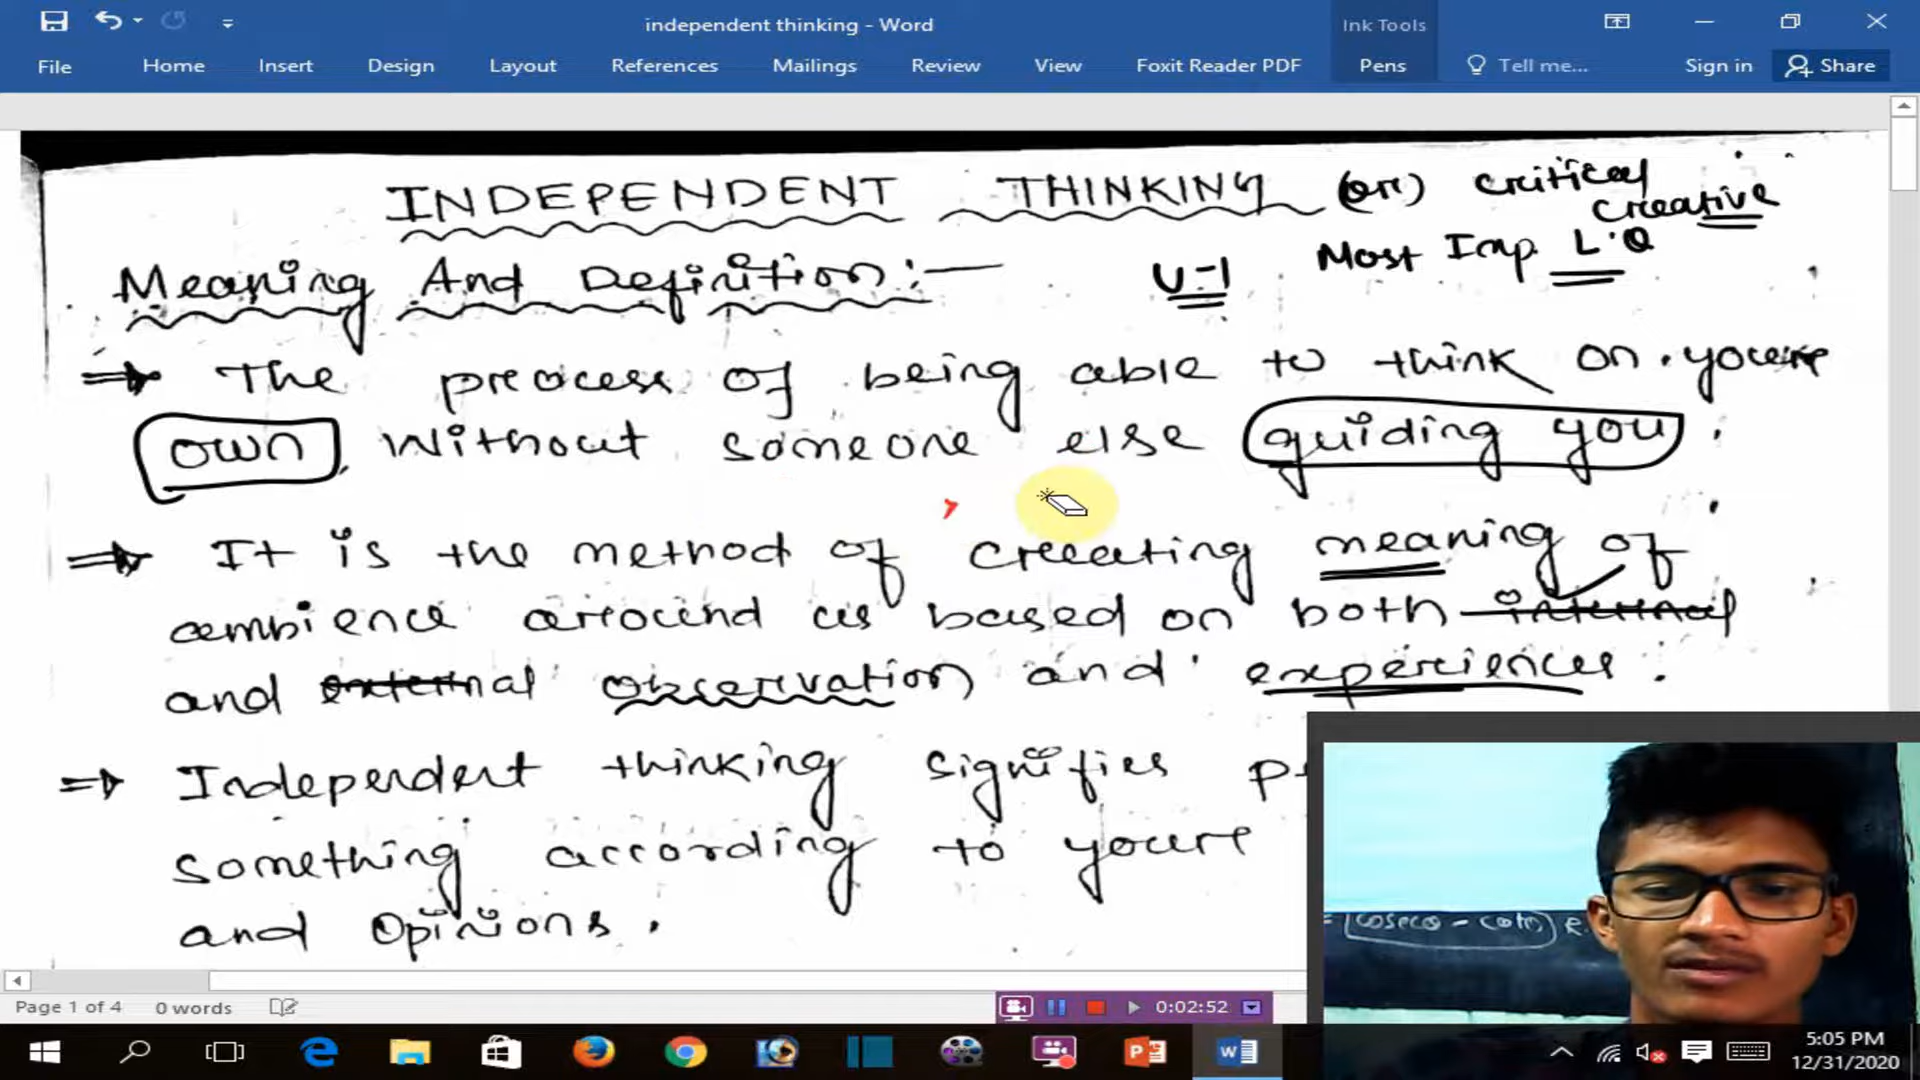 independent thinking - Word
Ink Tools
File Home Insert Design Layout References Mailings Review View Foxit Reader PDF Pens Tell me... Sign in Share
INDEPENDENT THINKING (or) critical
creative
Most Imp. L.Q
Meaning And Definition:—
U-1
⇒ The process of being able to think on your
own, without someone else guiding you.
⇒ It is the method of creating meaning of
ambience around us based on both internal
and external observation and experiences.
⇒ Independent thinking signifies
something according to your
and opinions.
Page 1 of 4 0 words
0:02:52
5:05 PM
12/31/2020